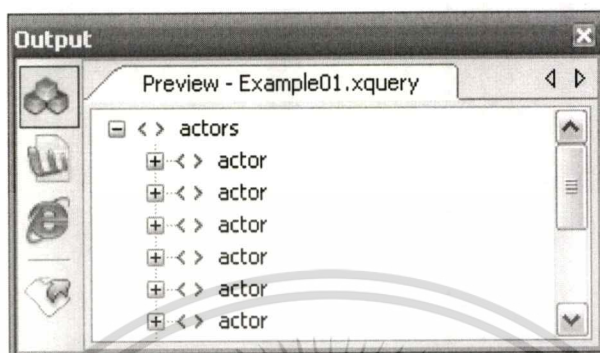 Output
Preview - Example01.xquery
< > actors
< > actor
< > actor
< > actor
< > actor
< > actor
< > actor